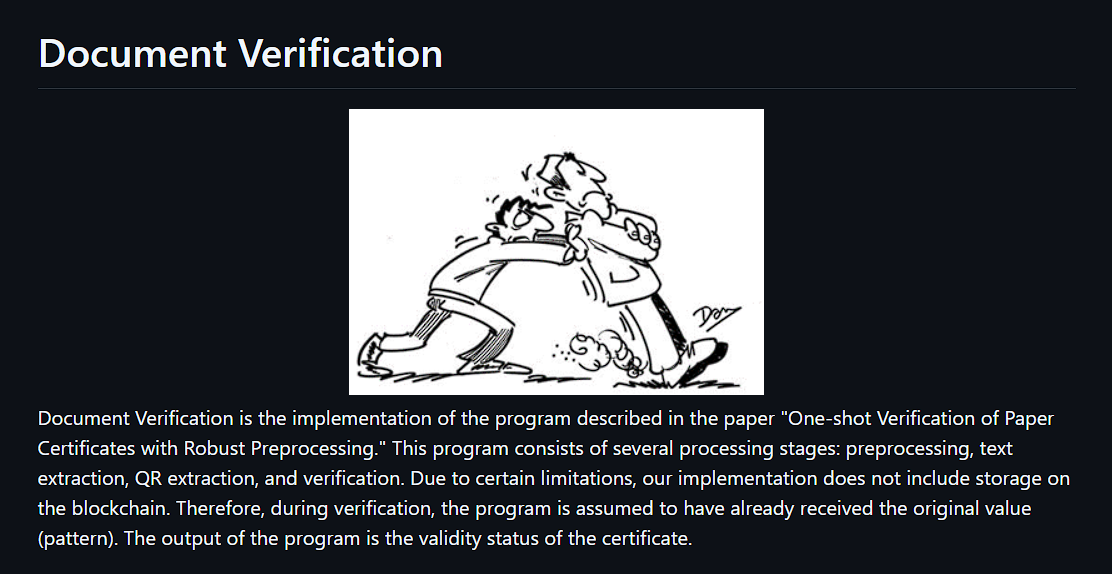 Document Verification
Document Verification is the implementation of the program described in the paper "One-shot Verification of Paper
Certificates with Robust Preprocessing." This program consists of several processing stages: preprocessing, text
extraction, QR extraction, and verification. Due to certain limitations, our implementation does not include storage on
the blockchain. Therefore, during verification, the program is assumed to have already received the original value
(pattern). The output of the program is the validity status of the certificate.